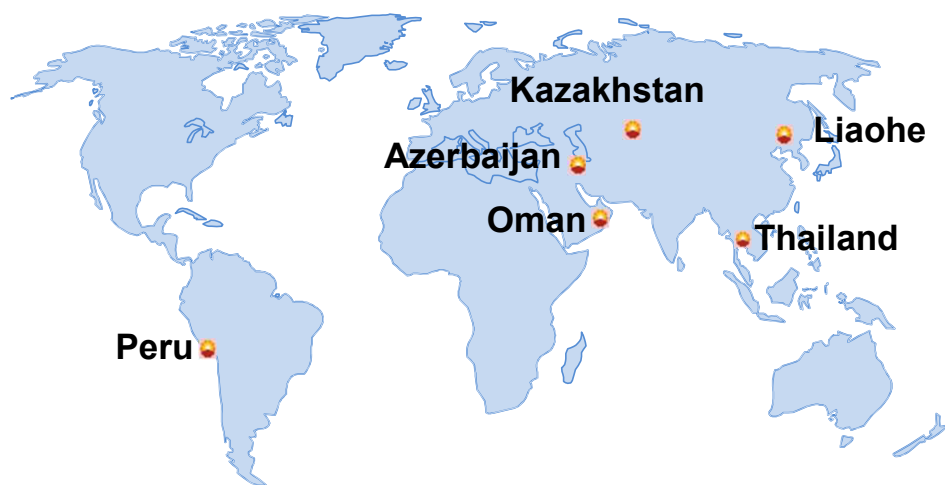 Kazakhstan
Liaohe
Azerbaijan
Oman
Thailand
Peru